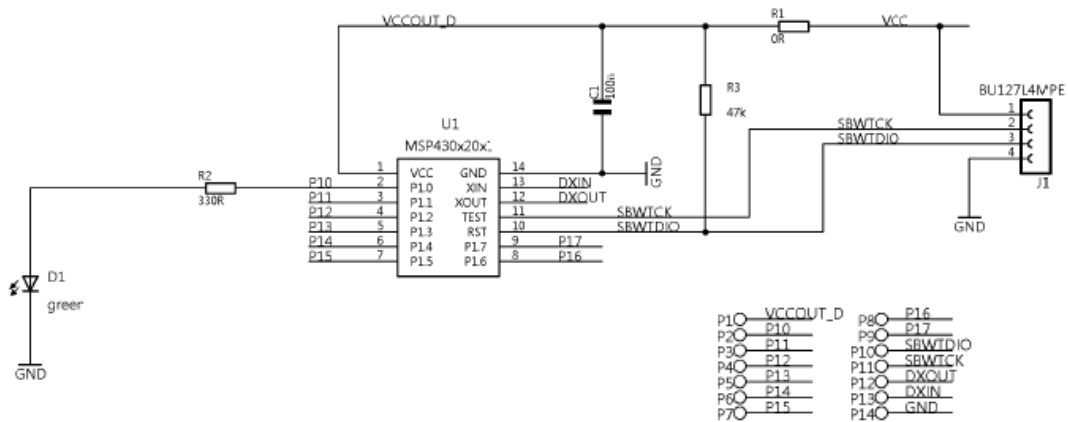 VCCOUT_D
R1
0R
VCC
C1
100n
R3
47k
BU127L4MPE
1
2
3
4
J1
SBWTCK
SBWTDIO
GND
U1
MSP430x20x1
1 VCC GND 14
P10 2 P1.0 XIN 13 DXIN
P11 3 P1.1 XOUT 12 DXOUT
P12 4 P1.2 TEST 11 SBWTCK
P13 5 P1.3 RST 10 SBWTDIO
P14 6 P1.4 P1.7 9 P17
P15 7 P1.5 P1.6 8 P16
GND
R2
330R
D1
green
GND
P1 VCCOUT_D
P2 P10
P3 P11
P4 P12
P5 P13
P6 P14
P7 P15
P8 P16
P9 P17
P10 SBWTDIO
P11 SBWTCK
P12 DXOUT
P13 DXIN
P14 GND